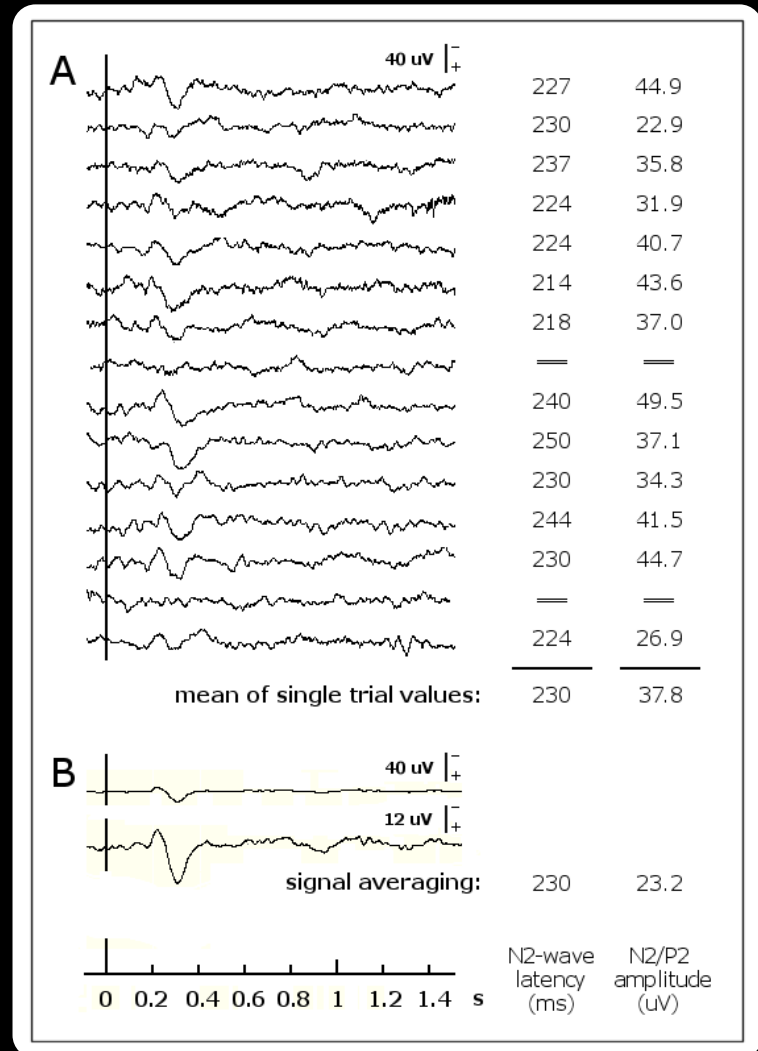 A
40 uV
−
+
227 44.9
230 22.9
237 35.8
224 31.9
224 40.7
214 43.6
218 37.0
═ ═
240 49.5
250 37.1
230 34.3
244 41.5
230 44.7
═ ═
224 26.9
mean of single trial values: 230 37.8
B
40 uV
−
+
12 uV
−
+
signal averaging: 230 23.2
N2-wave N2/P2
latency amplitude
(ms) (uV)
0 0.2 0.4 0.6 0.8 1 1.2 1.4 s